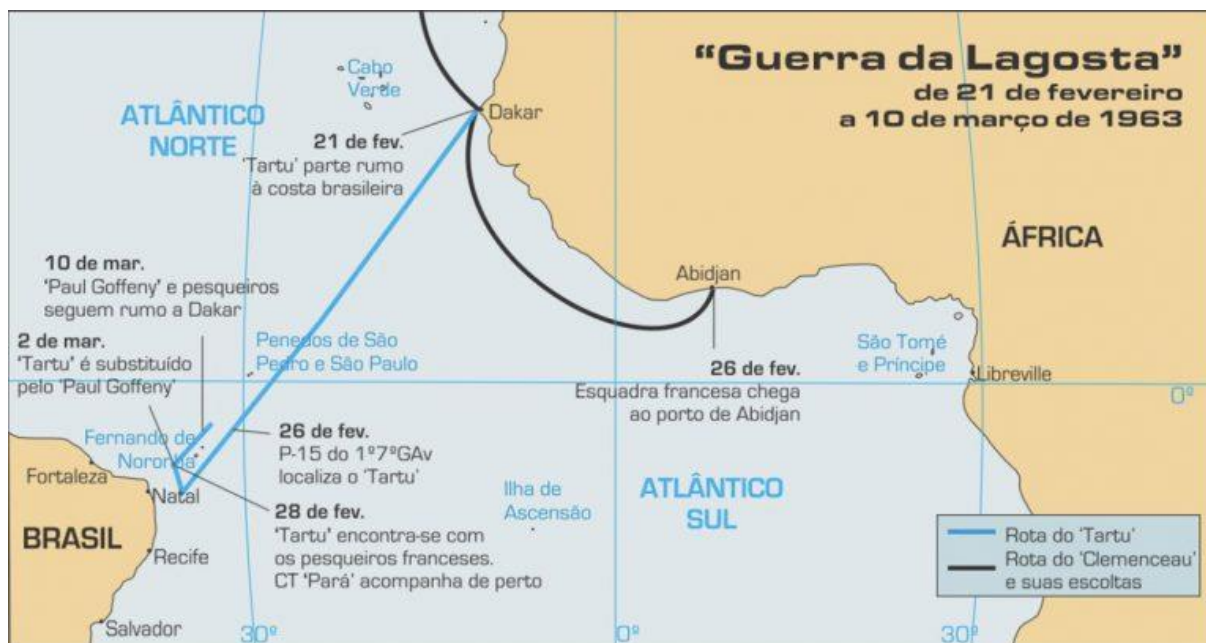 “Guerra da Lagosta”
de 21 de fevereiro
a 10 de março de 1963
Cabo
Verde
ATLÂNTICO
NORTE
Dakar
21 de fev.
'Tartu' parte rumo
à costa brasileira
ÁFRICA
10 de mar.
'Paul Goffeny' e pesqueiros
seguem rumo a Dakar
Abidjan
2 de mar.
'Tartu' é substituído
pelo 'Paul Goffeny'
Penedos de São
Pedro e São Paulo
São Tomé
e Príncipe
26 de fev.
Esquadra francesa chega
ao porto de Abidjan
Libreville
0º
Fernando de
Noronha
26 de fev.
P-15 do 1º7ºGAv
localiza o 'Tartu'
Fortaleza
Natal
Ilha de
Ascensão
ATLÂNTICO
SUL
28 de fev.
'Tartu' encontra-se com
os pesqueiros franceses.
CT 'Pará' acompanha de perto
BRASIL
Recife
Rota do 'Tartu'
Rota do 'Clemenceau'
e suas escoltas
Salvador
30º
0º
30º